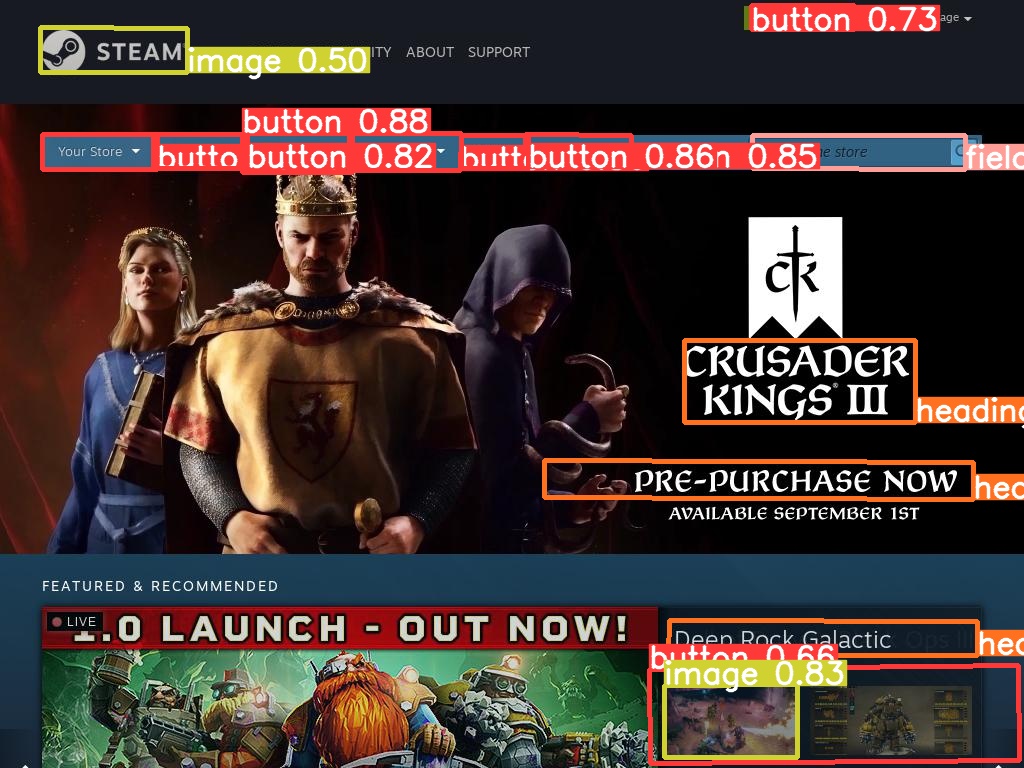 button 0.73
age
STEAM
image 0.50
ITY ABOUT SUPPORT
button 0.88
Your Store
butto
button 0.82
butt
button 0.86
n 0.85
e store
field
CK
CRUSADER
KINGS III
heading
PRE-PURCHASE NOW
hea
AVAILABLE SEPTEMBER 1ST
FEATURED & RECOMMENDED
LIVE
1.0 LAUNCH - OUT NOW!
Deep Rock Galactic
Ops II
hea
button 0.66
image 0.83